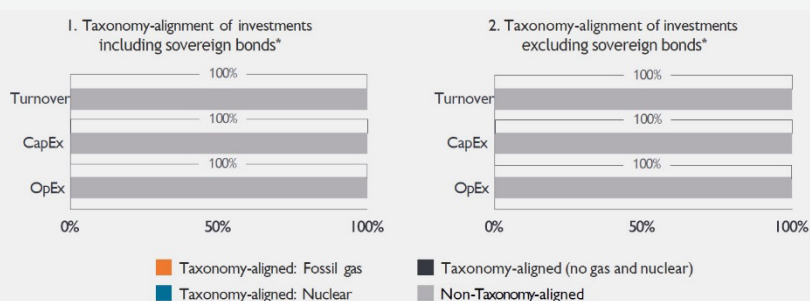 1. Taxonomy-alignment of investments
including sovereign bonds*
100%
Turnover
100%
CapEx
100%
OpEx
0% 50% 100%
2. Taxonomy-alignment of investments
excluding sovereign bonds*
100%
Turnover
100%
CapEx
100%
OpEx
0% 50% 100%
Taxonomy-aligned: Fossil gas
Taxonomy-aligned (no gas and nuclear)
Taxonomy-aligned: Nuclear
Non-Taxonomy-aligned